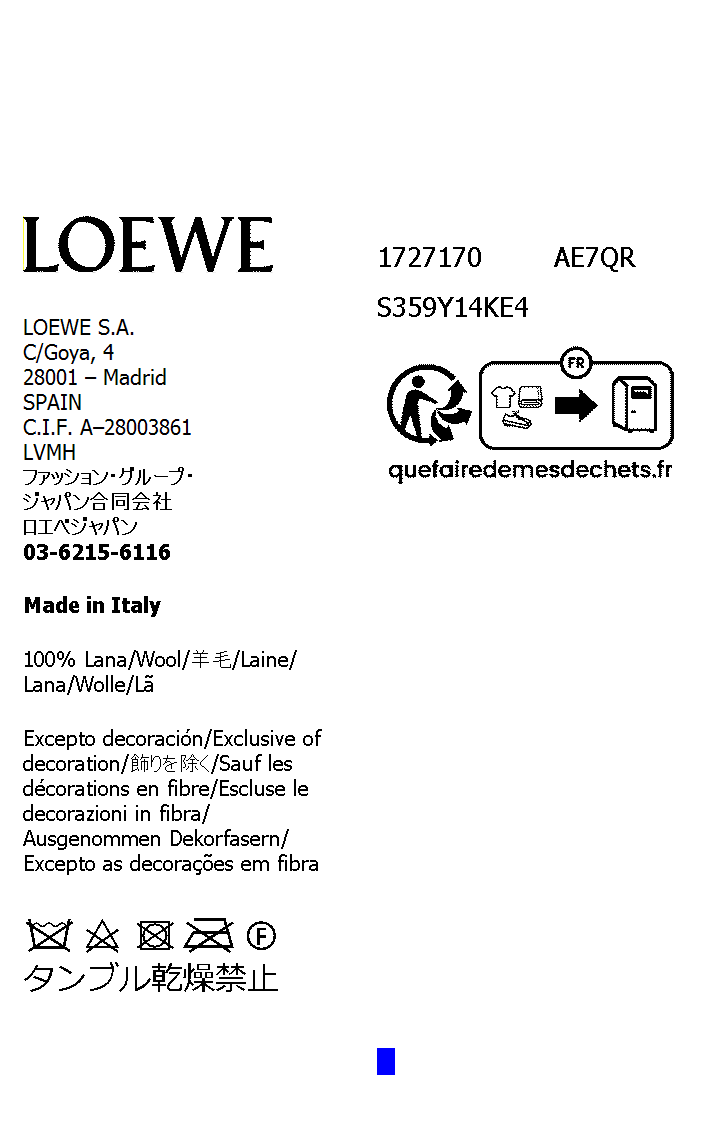 LOEWE
LOEWE S.A.
C/Goya, 4
28001 – Madrid
SPAIN
C.I.F. A–28003861
LVMH
ファッション・グループ・
ジャパン合同会社
ロエベジャパン
03-6215-6116
Made in Italy
100% Lana/Wool/羊毛/Laine/
Lana/Wolle/Lã
Excepto decoración/Exclusive of
decoration/飾りを除く/Sauf les
décorations en fibre/Escluse le
decorazioni in fibra/
Ausgenommen Dekorfasern/
Excepto as decorações em fibra
F
タンブル乾燥禁止
1727170 AE7QR
S359Y14KE4
FR
quefairedemesdechets.fr